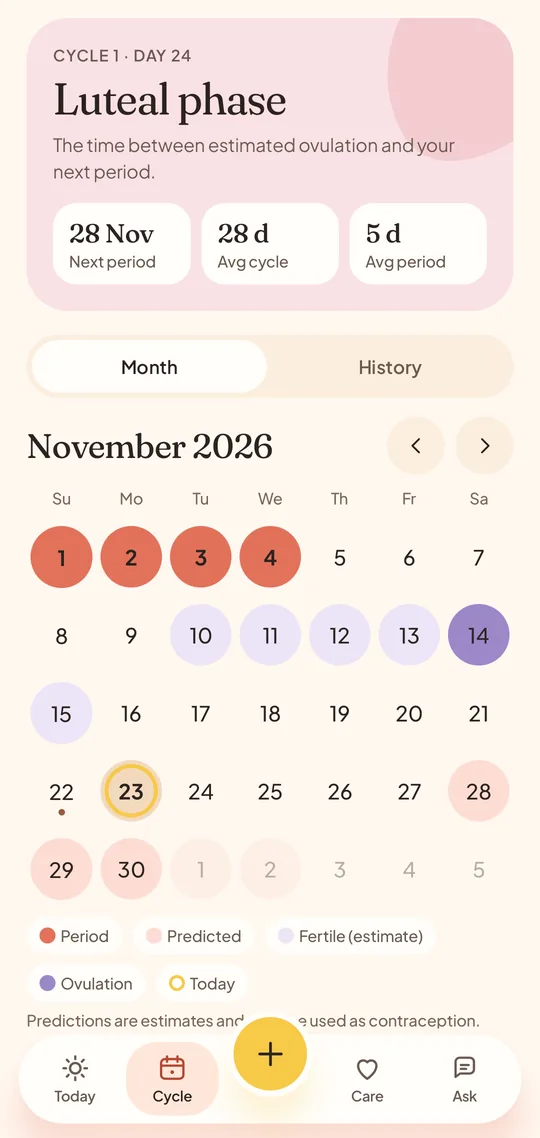 CYCLE 1 · DAY 24
Luteal phase
The time between estimated ovulation and your
next period.
28 Nov 28 d 5 d
Next period Avg cycle Avg period
Month History
November 2026
Su Mo Tu We Th Fr Sa
1 2 3 4 5 6 7
8 9 10 11 12 13 14
15 16 17 18 19 20 21
22 23 24 25 26 27 28
29 30 1 2 3 4 5
Period Predicted Fertile (estimate)
Ovulation Today
Predictions are estimates and e used as contraception.
Today Cycle Care Ask